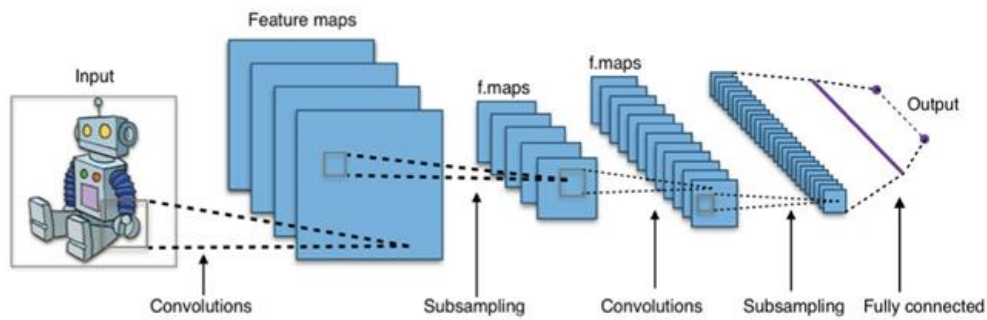 Feature maps
f.maps
f.maps
Input
Output
Convolutions
Subsampling
Convolutions
Subsampling
Fully connected